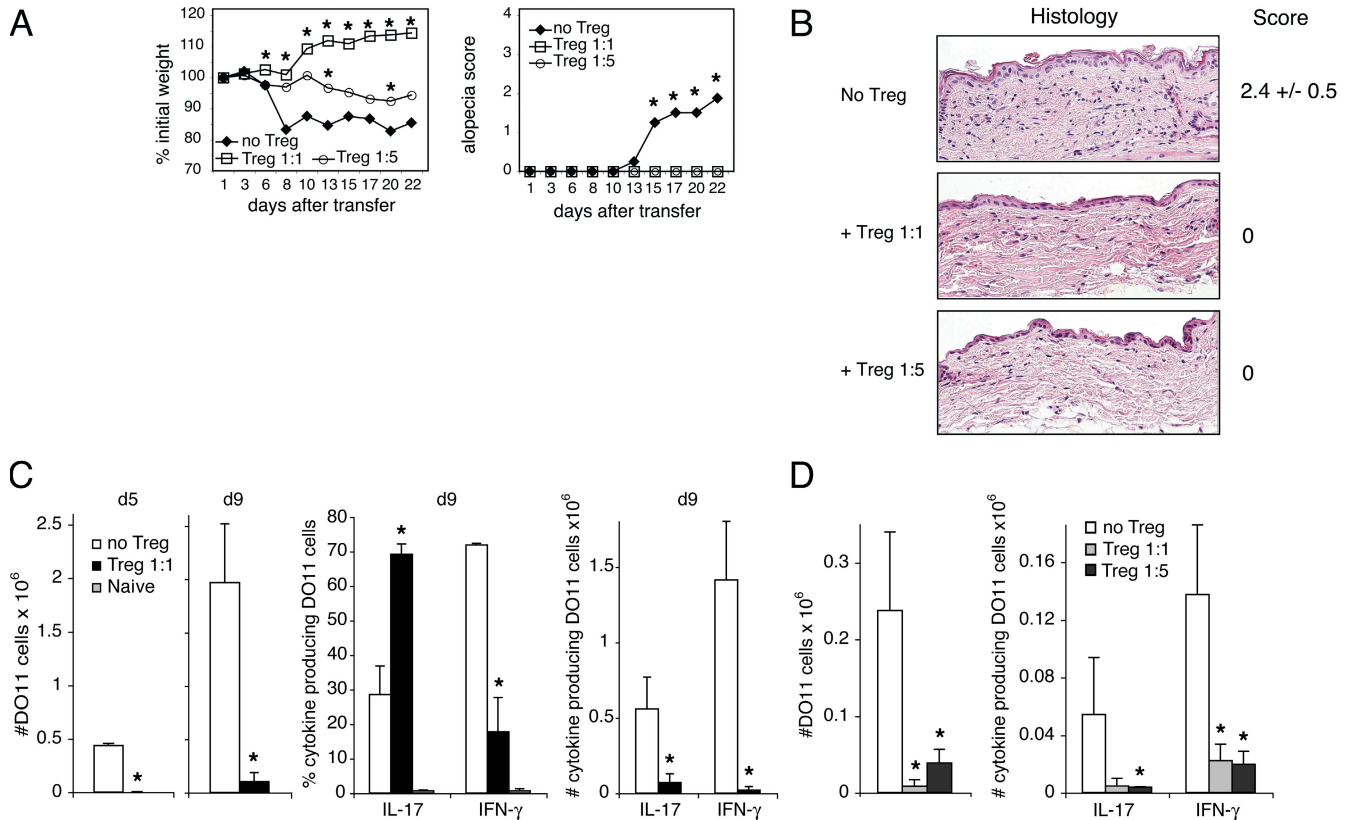 A
120
110
100
90
80
70
% initial weight
* * * * * * * *
* *
no Treg
Treg 1:1
Treg 1:5
1 3 6 8 10 13 15 17 20 22
days after transfer
4
3
2
1
0
alopecia score
no Treg
Treg 1:1
Treg 1:5
* * * *
1 3 6 8 10 13 15 17 20 22
days after transfer
B
Histology
Score
No Treg
2.4 +/- 0.5
+ Treg 1:1
0
+ Treg 1:5
0
C
d5
d9
2.5
2
1.5
1
0.5
0
#DO11 cells x 10⁶
no Treg
Treg 1:1
Naive
*
*
d9
80
70
60
50
40
30
20
10
0
% cytokine producing DO11 cells
*
*
IL-17
IFN-γ
d9
1.5
1
0.5
0
# cytokine producing DO11 cells x10⁶
*
*
IL-17
IFN-γ
D
0.3
0.2
0.1
0
#DO11 cells x 10⁶
*
*
0.16
0.12
0.08
0.04
0
# cytokine producing DO11 cells x10⁶
no Treg
Treg 1:1
Treg 1:5
*
* *
IL-17
IFN-γ